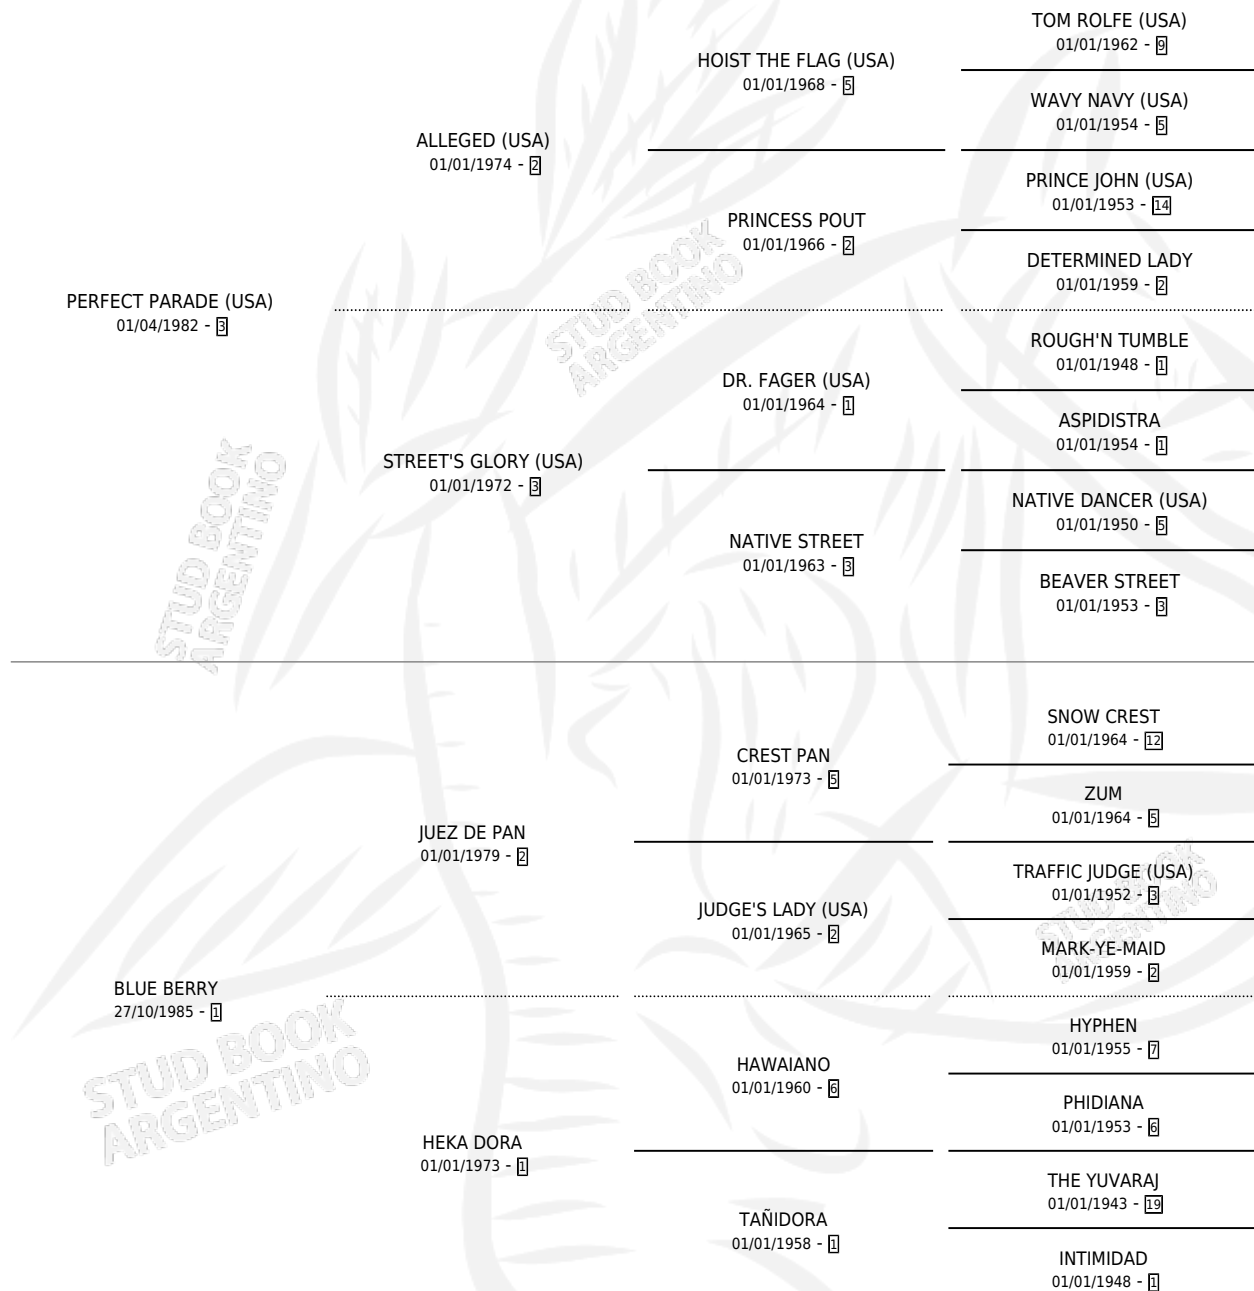 TOM ROLFE (USA)
01/01/1962 - 9
HOIST THE FLAG (USA)
01/01/1968 - 5
WAVY NAVY (USA)
01/01/1954 - 5
ALLEGED (USA)
01/01/1974 - 2
PRINCE JOHN (USA)
01/01/1953 - 14
PRINCESS POUT
01/01/1966 - 2
DETERMINED LADY
01/01/1959 - 2
PERFECT PARADE (USA)
01/04/1982 - 3
ROUGH'N TUMBLE
01/01/1948 - 1
DR. FAGER (USA)
01/01/1964 - 1
ASPIDISTRA
01/01/1954 - 1
STREET'S GLORY (USA)
01/01/1972 - 3
NATIVE DANCER (USA)
01/01/1950 - 5
NATIVE STREET
01/01/1963 - 3
BEAVER STREET
01/01/1953 - 3
STUD BOOK
ARGENTINO
STUD BOOK
ARGENTINO
SNOW CREST
01/01/1964 - 12
CREST PAN
01/01/1973 - 5
ZUM
01/01/1964 - 5
JUEZ DE PAN
01/01/1979 - 2
TRAFFIC JUDGE (USA)
01/01/1952 - 3
JUDGE'S LADY (USA)
01/01/1965 - 2
MARK-YE-MAID
01/01/1959 - 2
BLUE BERRY
27/10/1985 - 1
HYPHEN
01/01/1955 - 7
HAWAIANO
01/01/1960 - 6
PHIDIANA
01/01/1953 - 6
HEKA DORA
01/01/1973 - 1
THE YUVARAJ
01/01/1943 - 19
TAÑIDORA
01/01/1958 - 1
INTIMIDAD
01/01/1948 - 1
STUD BOOK
ARGENTINO
STUD BOOK
ARGENTINO